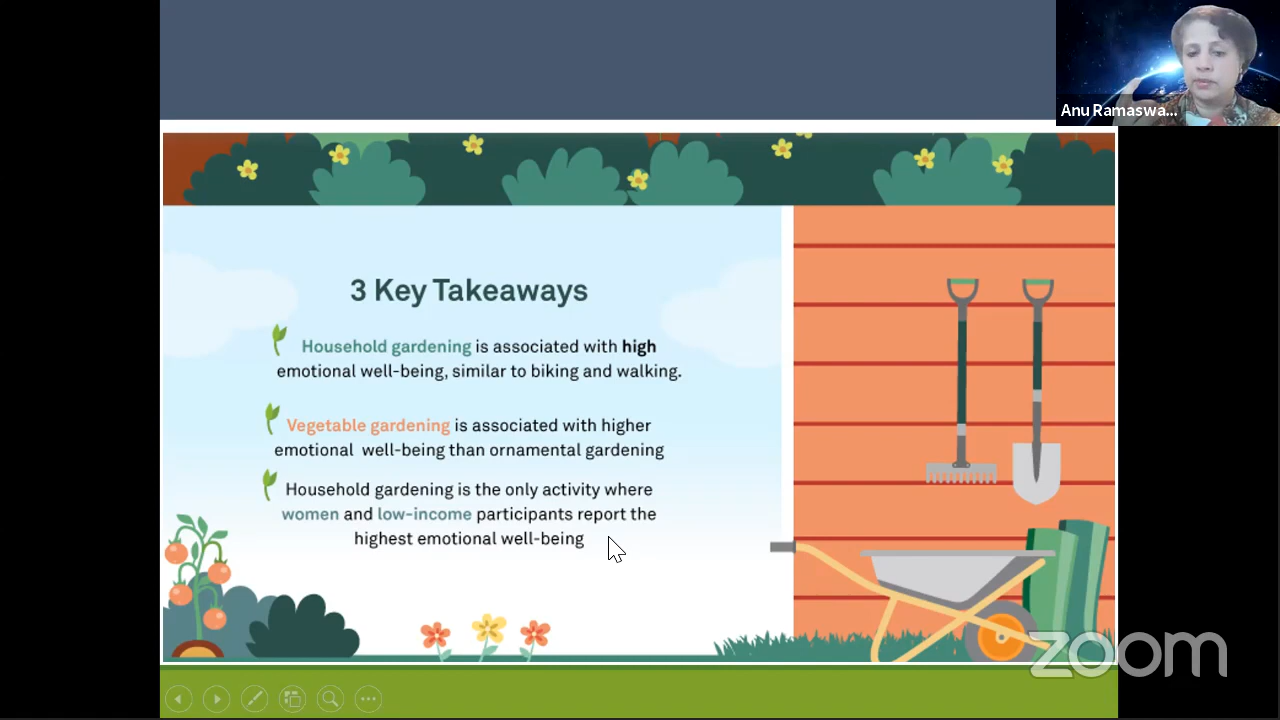 Anu Ramaswa...
3 Key Takeaways
Household gardening is associated with high
emotional well-being, similar to biking and walking.
Vegetable gardening is associated with higher
emotional well-being than ornamental gardening
Household gardening is the only activity where
women and low-income participants report the
highest emotional well-being
zoom